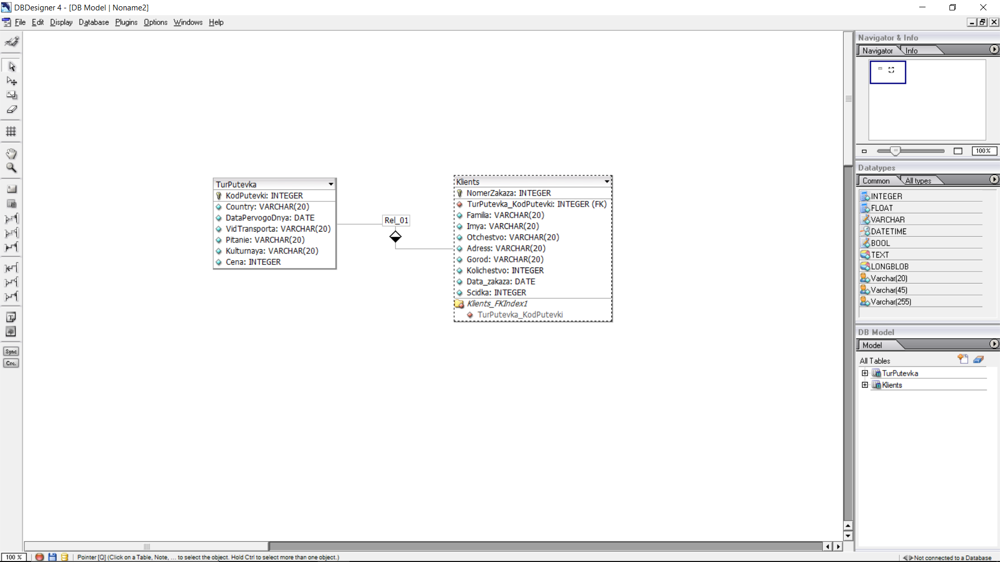 DBDesigner 4 - [DB Model | Noname2]
File Edit Display Database Plugins Options Windows Help
Navigator & Info
Navigator Info
100%
TurPutevka
KodPutevki: INTEGER
Country: VARCHAR(20)
DataPervogoDnya: DATE
VidTransporta: VARCHAR(20)
Pitanie: VARCHAR(20)
Kulturnaya: VARCHAR(20)
Cena: INTEGER
Rel_01
Klients
NomerZakaza: INTEGER
TurPutevka_KodPutevki: INTEGER (FK)
Familia: VARCHAR(20)
Imya: VARCHAR(20)
Otchestvo: VARCHAR(20)
Adress: VARCHAR(20)
Gorod: VARCHAR(20)
Kolichestvo: INTEGER
Data_zakaza: DATE
Scidka: INTEGER
Klients_FKIndex1
TurPutevka_KodPutevki
Datatypes
Common All types
INTEGER
FLOAT
VARCHAR
DATETIME
BOOL
TEXT
LONGBLOB
Varchar(20)
Varchar(45)
Varchar(255)
DB Model
Model
All Tables
TurPutevka
Klients
Sync
Cre.
100 % Pointer [Q] (Click on a Table, Note, ... to select the object. Hold Ctrl to select more than one object.)
Not connected to a Database